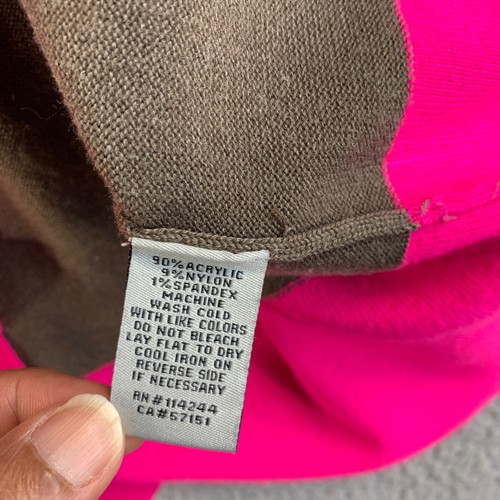 90%ACRYLIC
9%NYLON
1%SPANDEX
MACHINE
WASH COLD
WITH LIKE COLORS
DO NOT BLEACH
LAY FLAT TO DRY
COOL IRON ON
REVERSE SIDE
IF NECESSARY
RN#114244
CA#57151